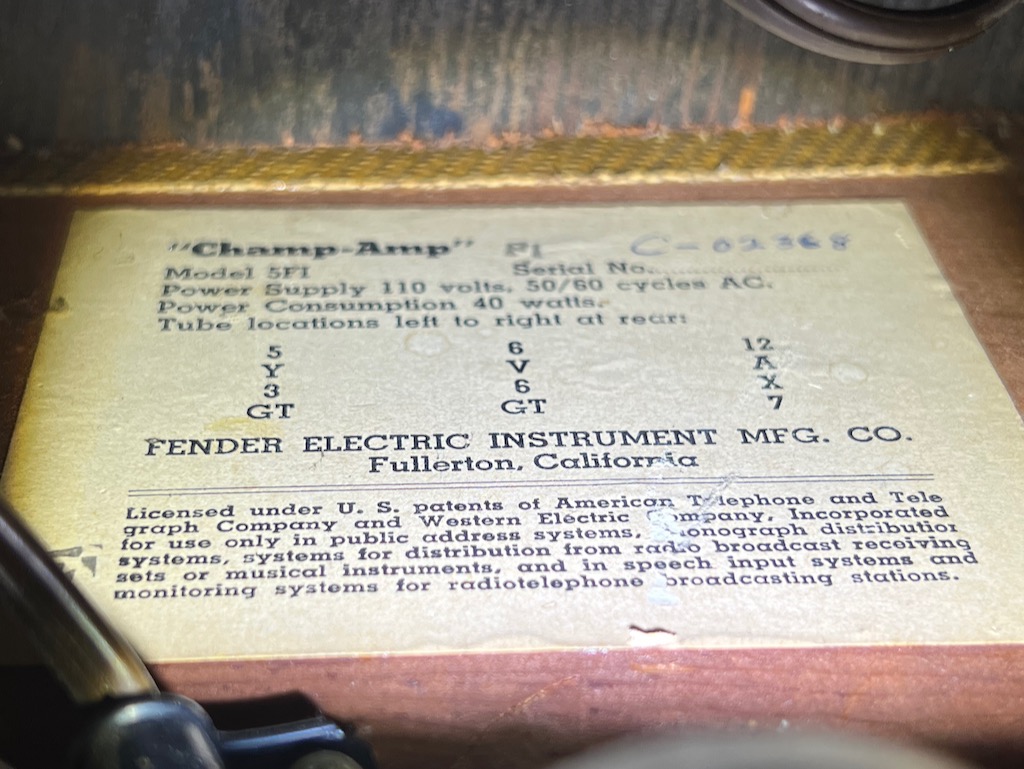 "Champ-Amp" F1 C-02368
Model 5F1 Serial No.
Power Supply 110 volts, 50/60 cycles AC.
Power Consumption 40 watts.
Tube locations left to right at rear:
5 6 12
Y V A
3 6 X
GT GT 7
FENDER ELECTRIC INSTRUMENT MFG. CO.
Fullerton, California
Licensed under U. S. patents of American Telephone and Tele
graph Company and Western Electric Company, Incorporated
for use only in public address systems, monograph distribution
systems, systems for distribution from radio broadcast receiving
sets or musical instruments, and in speech input systems and
monitoring systems for radiotelephone broadcasting stations.